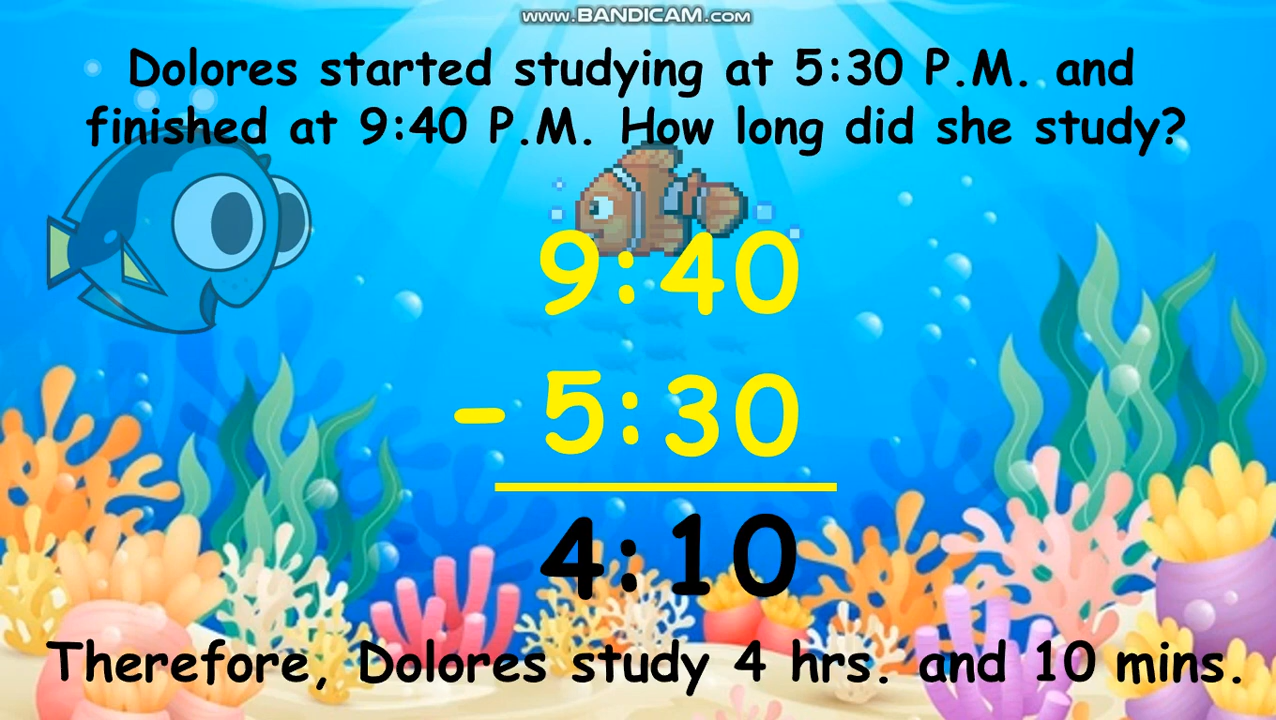 www.BANDICAM.com
Dolores started studying at 5:30 P.M. and
finished at 9:40 P.M. How long did she study?
9:40
- 5:30
4:10
Therefore, Dolores study 4 hrs. and 10 mins.